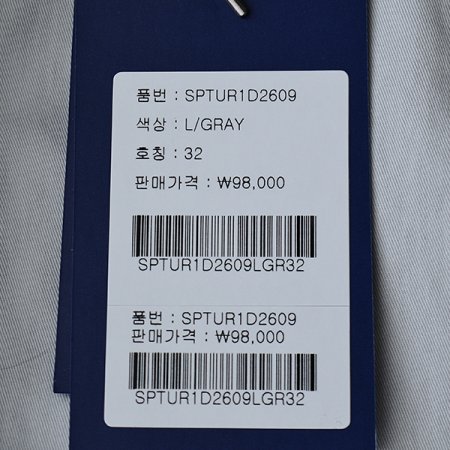 품번 : SPTUR1D2609
색상 : L/GRAY
호칭 : 32
판매가격 : ₩98,000
SPTUR1D2609LGR32
품번 : SPTUR1D2609
판매가격 : ₩98,000
SPTUR1D2609LGR32